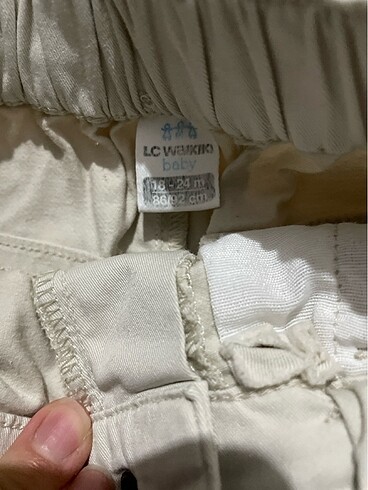 LC WAIKIKI
baby
18 - 24 m
86/92 cm